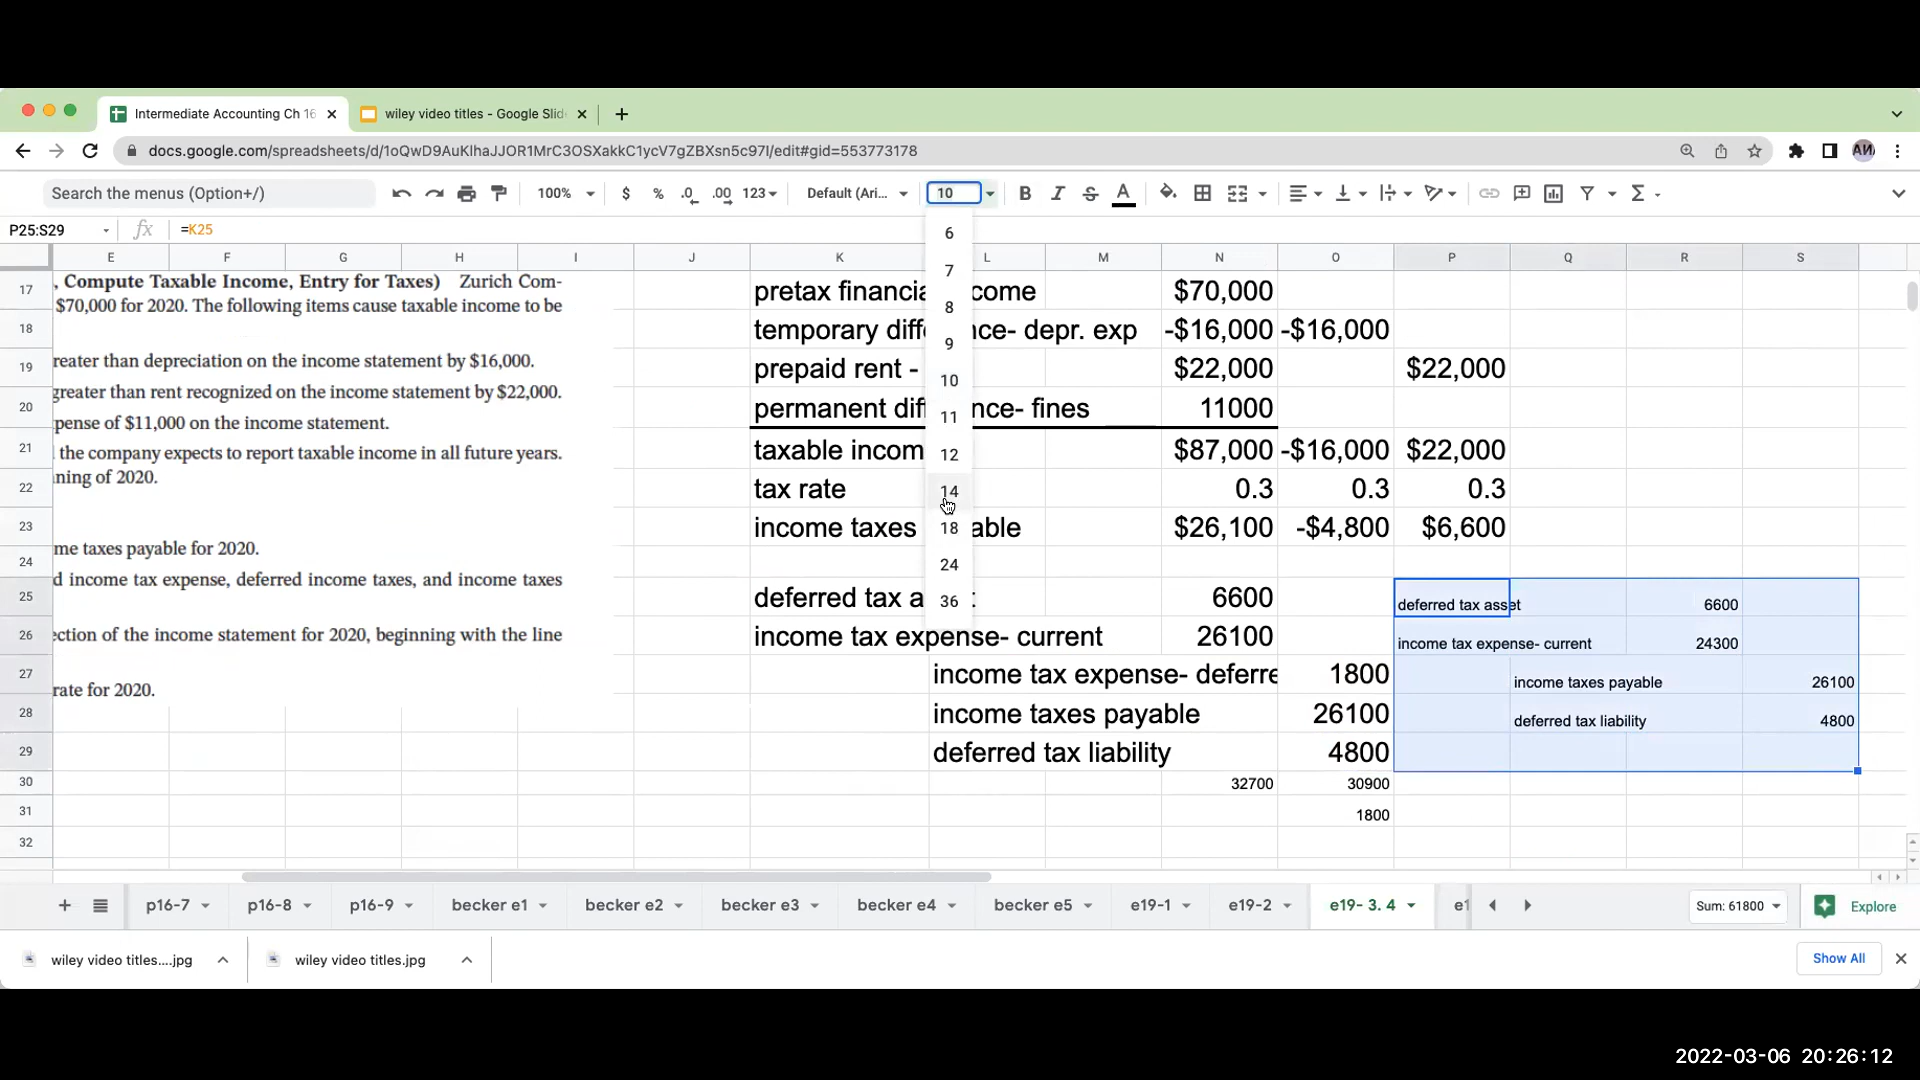 Intermediate Accounting Ch 16
wiley video titles - Google Slid
docs.google.com/spreadsheets/d/1oQwD9AuKlhaJJOR1MrC3OSXakkC1ycV7gZBXsn5c97I/edit#gid=553773178
Search the menus (Option+/)
100%
$
%
.0
.00
123
Default (Ari...
10
B
I
S
A
Σ
P25:S29
fx
=K25
E
F
G
H
I
J
K
L
M
N
O
P
Q
R
S
6
7
8
9
10
11
12
14
18
24
36
, Compute Taxable Income, Entry for Taxes) Zurich Com-
$70,000 for 2020. The following items cause taxable income to be
reater than depreciation on the income statement by $16,000.
greater than rent recognized on the income statement by $22,000.
pense of $11,000 on the income statement.
the company expects to report taxable income in all future years.
ning of 2020.
me taxes payable for 2020.
d income tax expense, deferred income taxes, and income taxes
ection of the income statement for 2020, beginning with the line
rate for 2020.
17 pretax financia ome $70,000
18 temporary diff nce- depr. exp -$16,000 -$16,000
19 prepaid rent - $22,000 $22,000
20 permanent diff nce- fines 11000
21 taxable incom $87,000 -$16,000 $22,000
22 tax rate 0.3 0.3 0.3
23 income taxes able $26,100 -$4,800 $6,600
24
25 deferred tax a t 6600 deferred tax asset 6600
26 income tax expense- current 26100 income tax expense- current 24300
27 income tax expense- deferre 1800 income taxes payable 26100
28 income taxes payable 26100 deferred tax liability 4800
29 deferred tax liability 4800
30 32700 30900
31 1800
32
p16-7
p16-8
p16-9
becker e1
becker e2
becker e3
becker e4
becker e5
e19-1
e19-2
e19- 3. 4
e1
Sum: 61800
Explore
wiley video titles....jpg
wiley video titles.jpg
Show All
2022-03-06 20:26:12